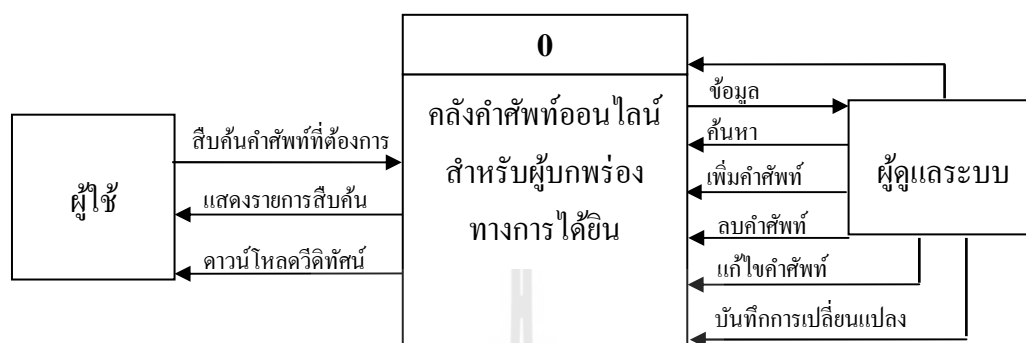 0
คลังคำศัพท์ออนไลน์
สำหรับผู้บกพร่อง
ทางการได้ยิน
ผู้ใช้
สืบค้นคำศัพท์ที่ต้องการ
แสดงรายการสืบค้น
ดาวน์โหลดวีดิทัศน์
ข้อมูล
ค้นหา
เพิ่มคำศัพท์
ลบคำศัพท์
แก้ไขคำศัพท์
บันทึกการเปลี่ยนแปลง
ผู้ดูแลระบบ